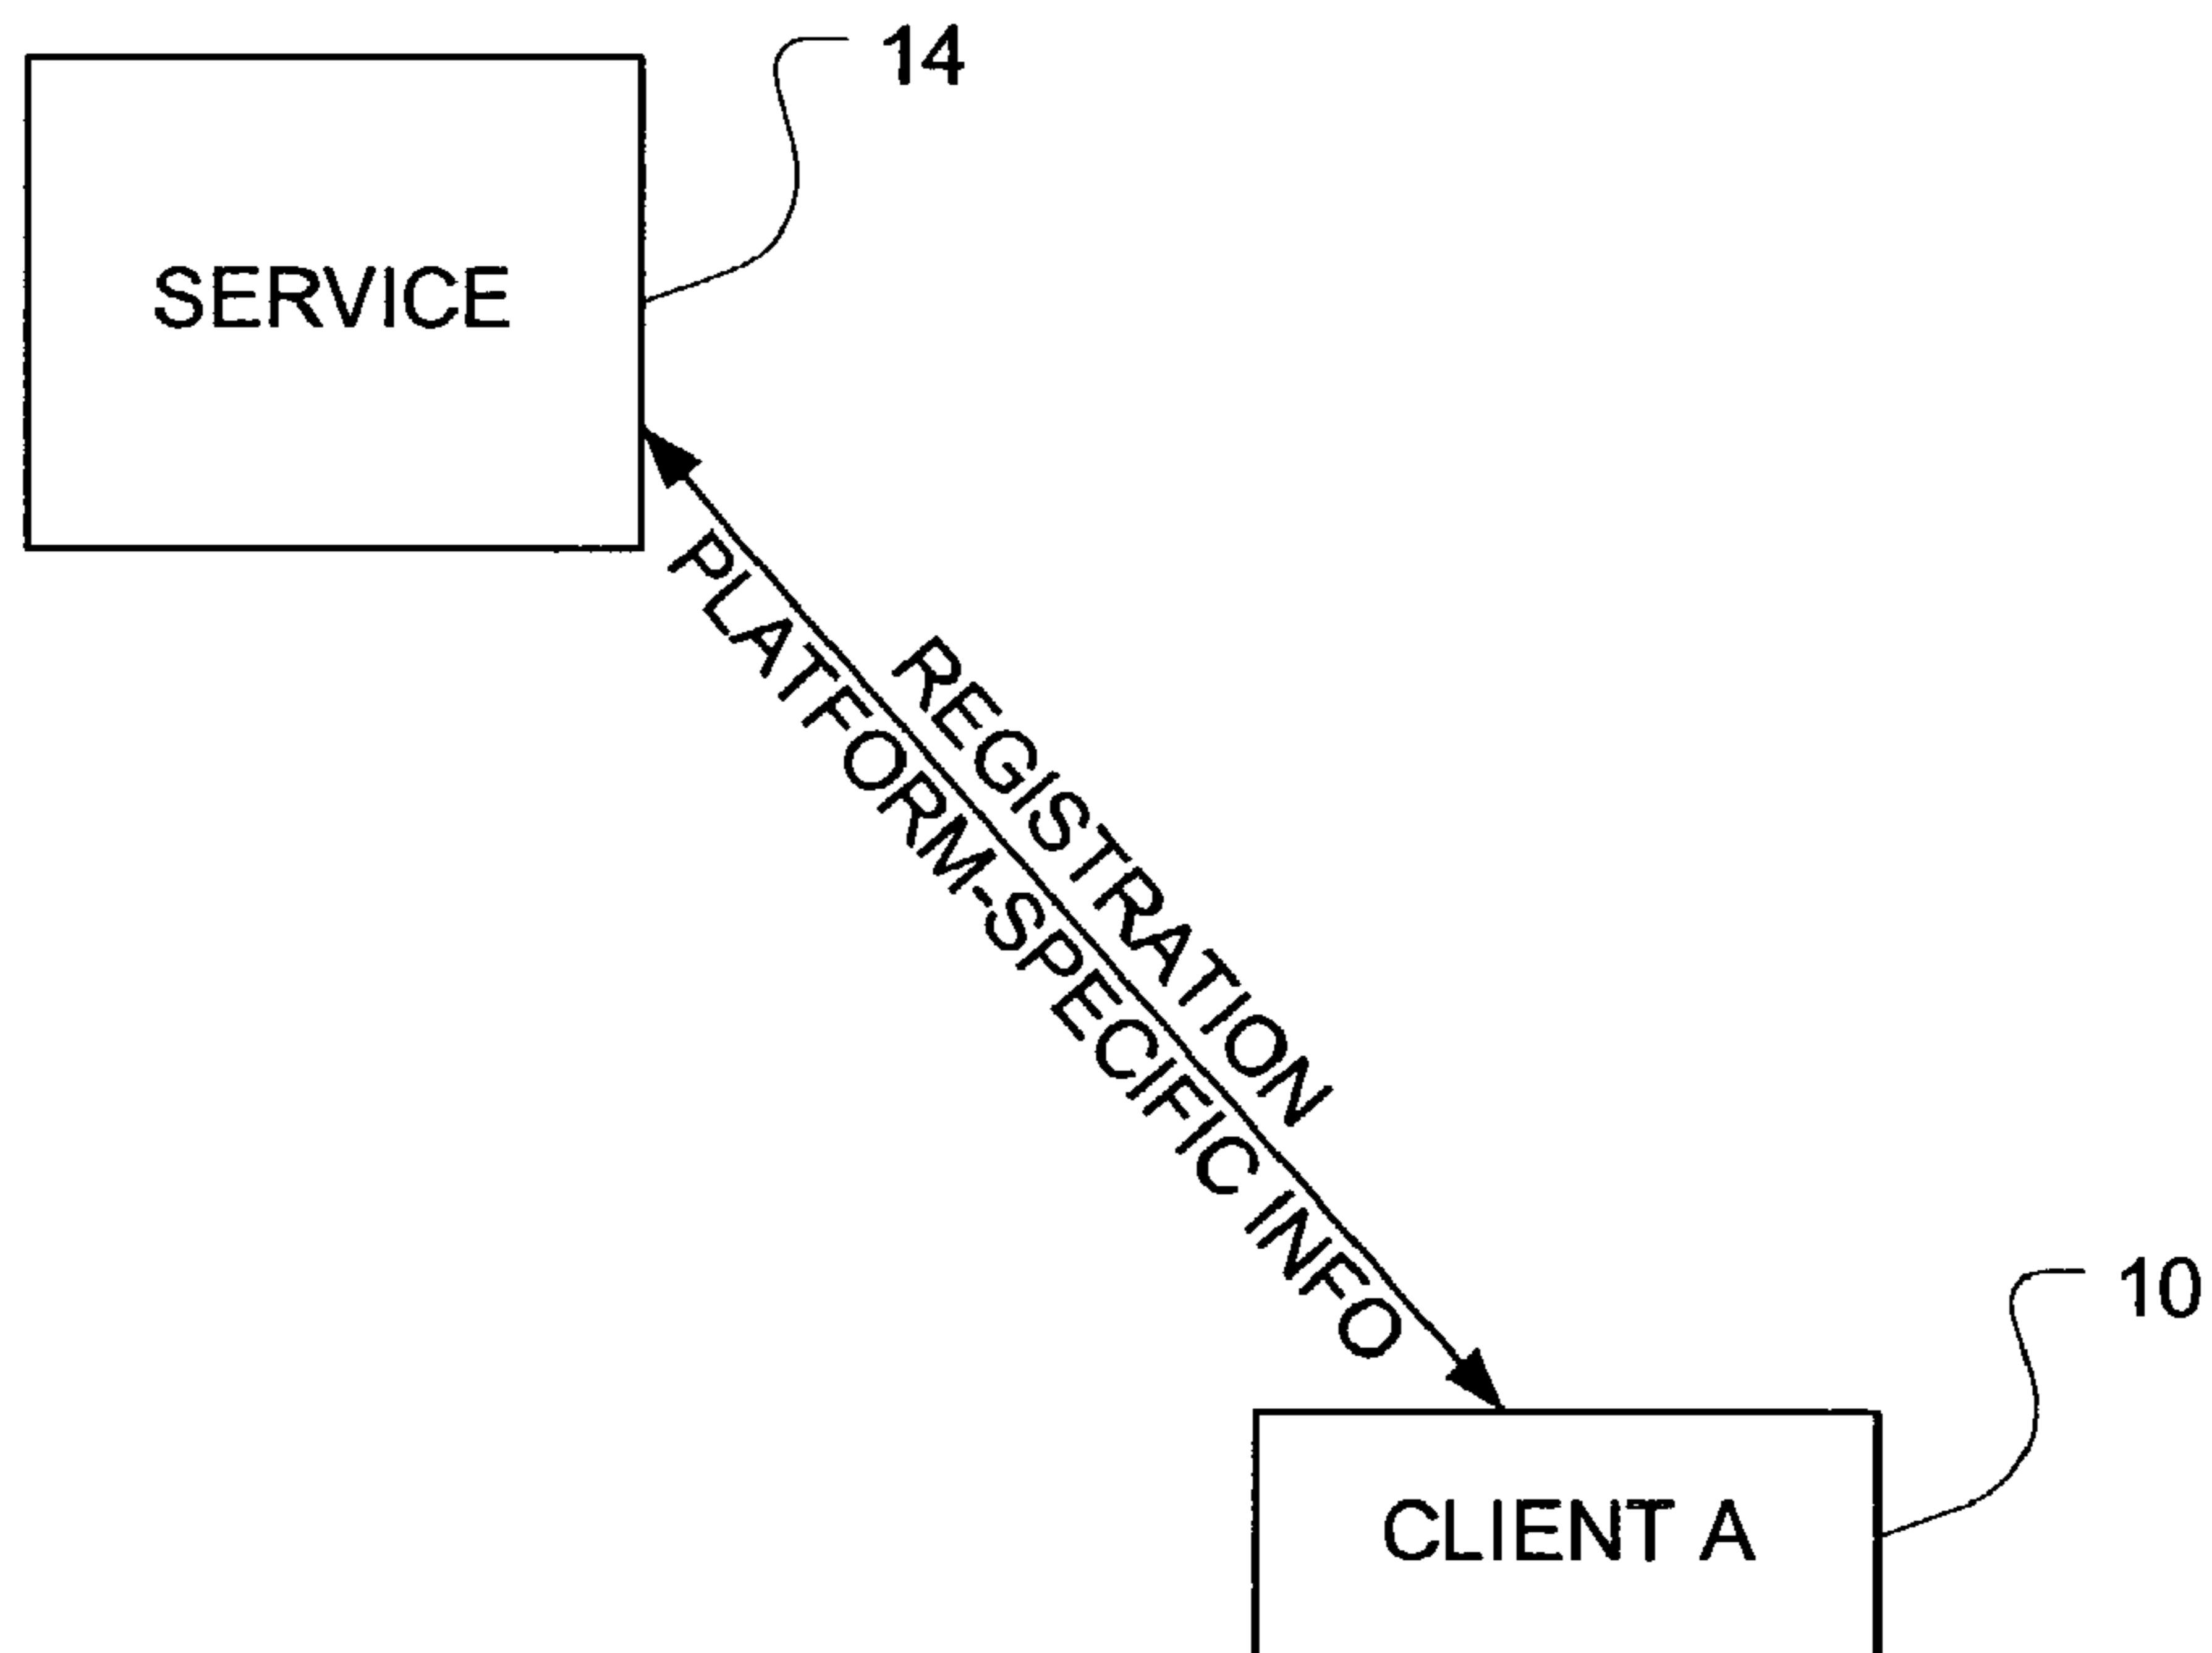 14
SERVICE
REGISTRATION
PLATFORM-SPECIFIC INFO
10
CLIENT A